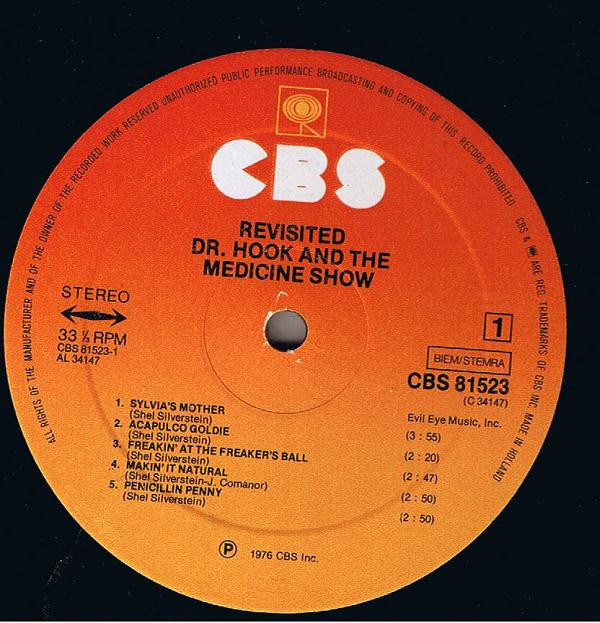 ALL RIGHTS OF THE MANUFACTURER AND OF THE OWNER OF THE RECORDED WORK RESERVED UNAUTHORIZED PUBLIC PERFORMANCE BROADCASTING AND COPYING OF THIS RECORD PROHIBITED CBS & ARE REG. TRADEMARKS OF CBS INC. MADE IN HOLLAND
CBS
REVISITED
DR. HOOK AND THE
MEDICINE SHOW
STEREO
33 ⅓ RPM
CBS 81523-1
AL 34147
1
BIEM/STEMRA
CBS 81523
(C 34147)
Evil Eye Music, Inc.
1. SYLVIA'S MOTHER
(Shel Silverstein) (3 : 55)
2. ACAPULCO GOLDIE
(Shel Silverstein) (2 : 20)
3. FREAKIN' AT THE FREAKER'S BALL
(Shel Silverstein) (2 : 47)
4. MAKIN' IT NATURAL
(Shel Silverstein-J. Comanor) (2 : 50)
5. PENICILLIN PENNY
(Shel Silverstein) (2 : 50)
Ⓟ 1976 CBS Inc.